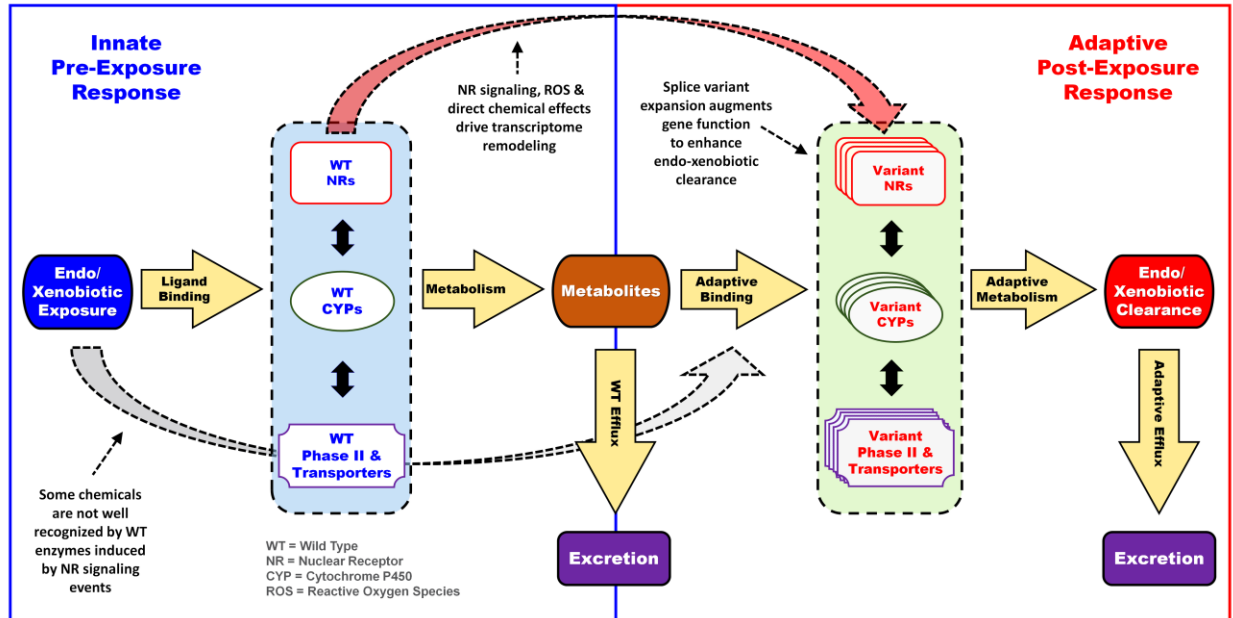 Innate
Pre-Exposure
Response
NR signaling, ROS &
direct chemical effects
drive transcriptome
remodeling
Splice variant
expansion augments
gene function
to enhance
endo-xenobiotic
clearance
Adaptive
Post-Exposure
Response
WT
NRs
Variant
NRs
Endo/
Xenobiotic
Exposure
Ligand
Binding
WT
CYPs
Metabolism
Metabolites
Adaptive
Binding
Variant
CYPs
Adaptive
Metabolism
Endo/
Xenobiotic
Clearance
WT Efflux
Adaptive Efflux
WT
Phase II &
Transporters
Variant
Phase II &
Transporters
Some chemicals
are not well
recognized by WT
enzymes induced
by NR signaling
events
WT = Wild Type
NR = Nuclear Receptor
CYP = Cytochrome P450
ROS = Reactive Oxygen Species
Excretion
Excretion